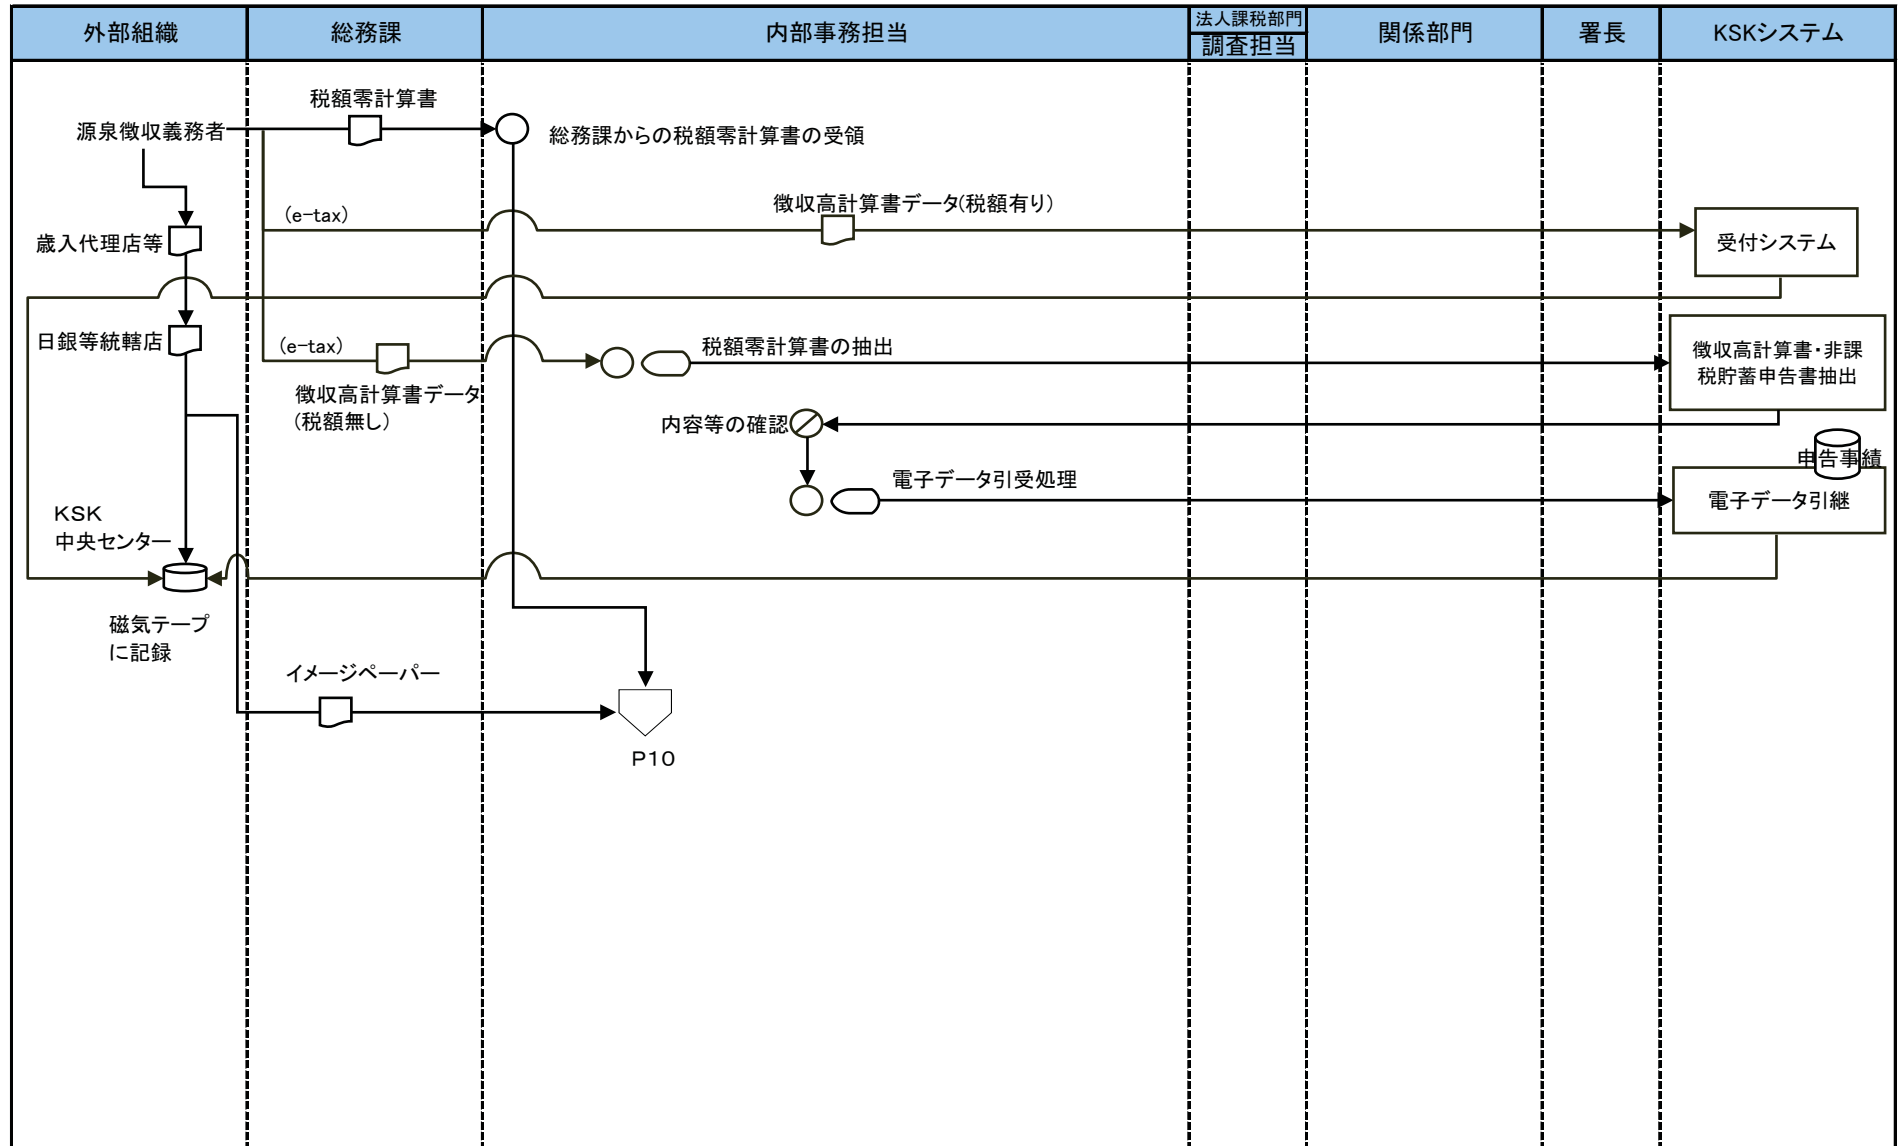 外部組織
総務課
内部事務担当
法人課税部門
調査担当
関係部門
署長
KSKシステム
税額零計算書
源泉徴収義務者
総務課からの税額零計算書の受領
(e-tax)
徴収高計算書データ(税額有り)
歳入代理店等
受付システム
日銀等統轄店
(e-tax)
税額零計算書の抽出
徴収高計算書・非課
税貯蓄申告書抽出
徴収高計算書データ
(税額無し)
内容等の確認
申告事績
電子データ引受処理
電子データ引継
KSK
中央センター
磁気テープ
に記録
イメージペーパー
P10